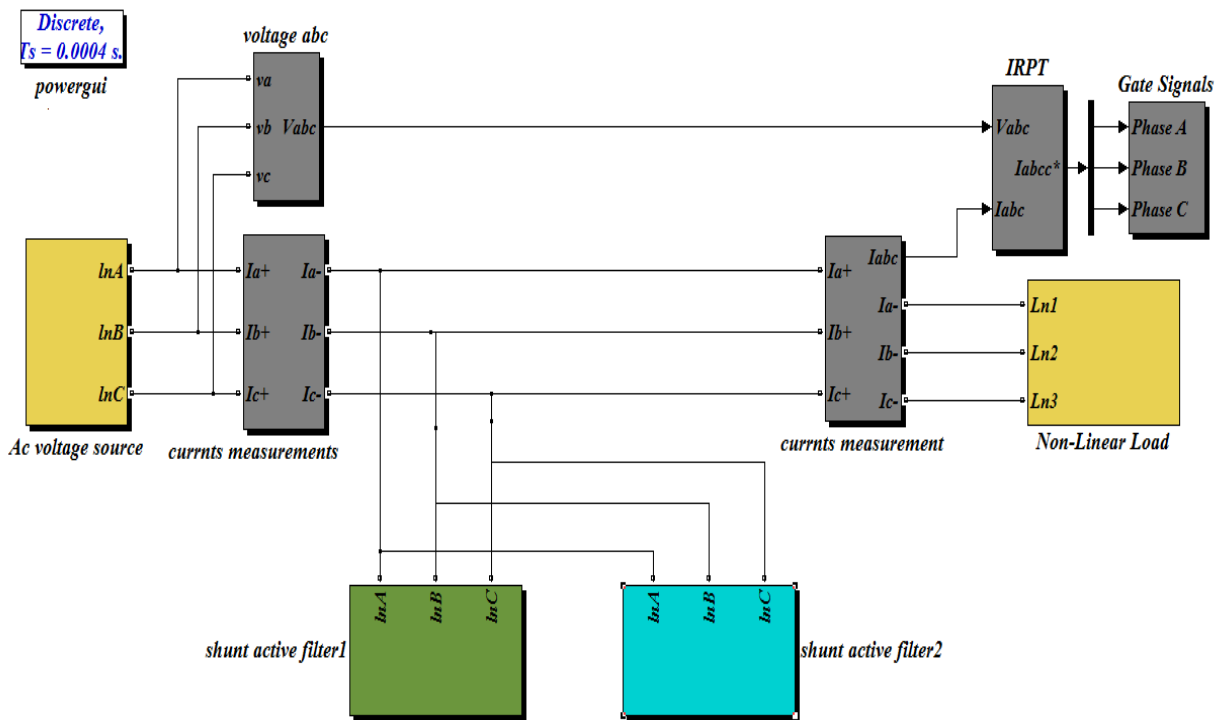 Discrete,
Ts = 0.0004 s.
powergui
voltage abc
va
vb
vc
Vabc
IRPT
Vabc
Iabcc*
Iabc
Gate Signals
Phase A
Phase B
Phase C
lnA
lnB
lnC
Ac voltage source
Ia+
Ia-
Ib+
Ib-
Ic+
Ic-
currnts measurements
Iabc
Ia+
Ia-
Ib+
Ib-
Ic+
Ic-
currnts measurement
Ln1
Ln2
Ln3
Non-Linear Load
lnA
lnB
lnC
shunt active filter1
lnA
lnB
lnC
shunt active filter2